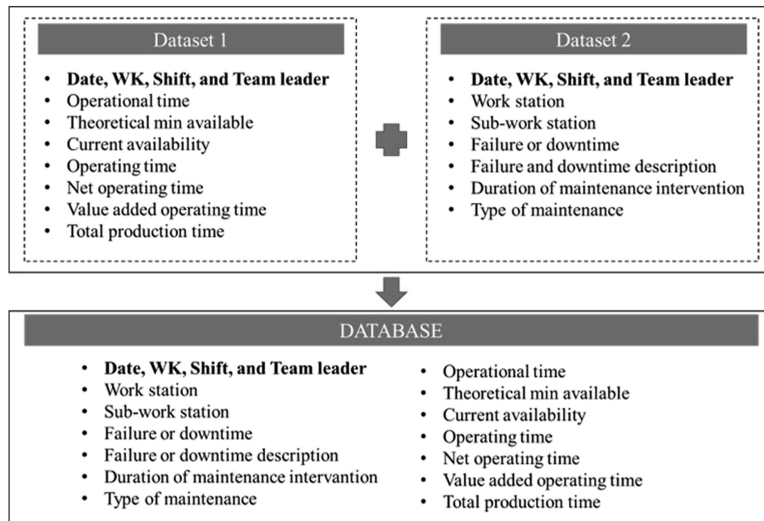 Dataset 1
• Date, WK, Shift, and Team leader
• Operational time
• Theoretical min available
• Current availability
• Operating time
• Net operating time
• Value added operating time
• Total production time
Dataset 2
• Date, WK, Shift, and Team leader
• Work station
• Sub-work station
• Failure or downtime
• Failure and downtime description
• Duration of maintenance intervention
• Type of maintenance
DATABASE
• Date, WK, Shift, and Team leader
• Work station
• Sub-work station
• Failure or downtime
• Failure or downtime description
• Duration of maintenance intervantion
• Type of maintenance
• Operational time
• Theoretical min available
• Current availability
• Operating time
• Net operating time
• Value added operating time
• Total production time